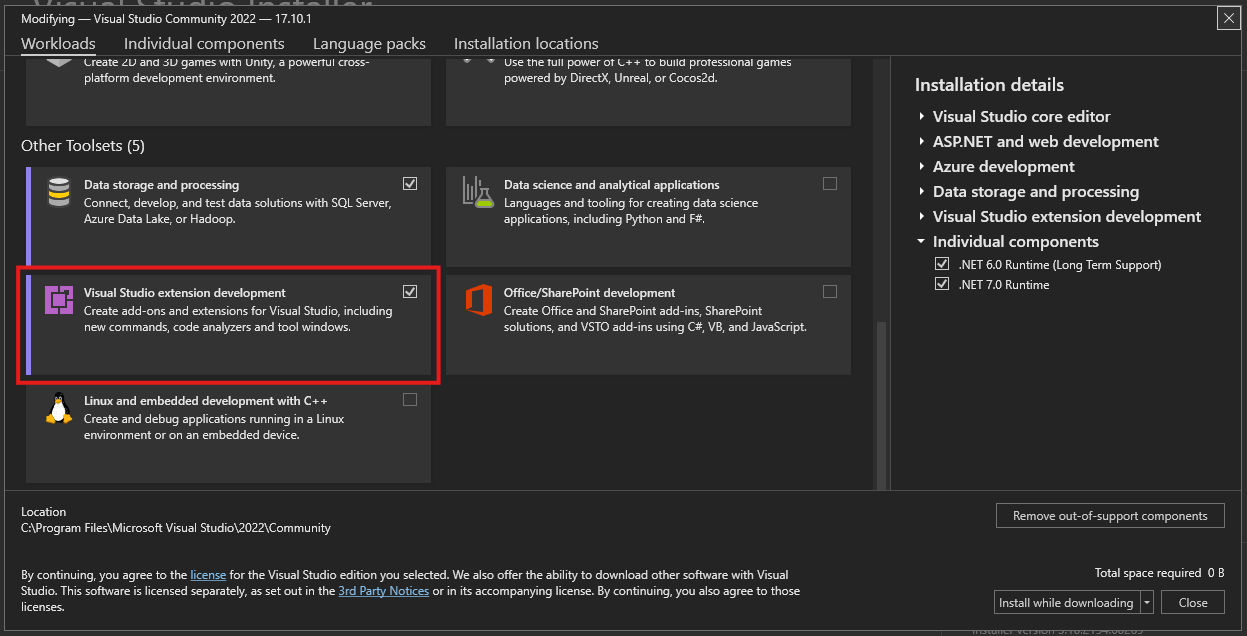 Visual Studio Installer
Modifying — Visual Studio Community 2022 — 17.10.1
Workloads
Individual components
Language packs
Installation locations
Create 2D and 3D games with Unity, a powerful cross-
platform development environment.
Use the full power of C++ to build professional games
powered by DirectX, Unreal, or Cocos2d.
Other Toolsets (5)
Data storage and processing
Connect, develop, and test data solutions with SQL Server,
Azure Data Lake, or Hadoop.
Data science and analytical applications
Languages and tooling for creating data science
applications, including Python and F#.
Visual Studio extension development
Create add-ons and extensions for Visual Studio, including
new commands, code analyzers and tool windows.
Office/SharePoint development
Create Office and SharePoint add-ins, SharePoint
solutions, and VSTO add-ins using C#, VB, and JavaScript.
Linux and embedded development with C++
Create and debug applications running in a Linux
environment or on an embedded device.
Installation details
Visual Studio core editor
ASP.NET and web development
Azure development
Data storage and processing
Visual Studio extension development
Individual components
.NET 6.0 Runtime (Long Term Support)
.NET 7.0 Runtime
Location
C:\Program Files\Microsoft Visual Studio\2022\Community
Remove out-of-support components
By continuing, you agree to the license for the Visual Studio edition you selected. We also offer the ability to download other software with Visual
Studio. This software is licensed separately, as set out in the 3rd Party Notices or in its accompanying license. By continuing, you also agree to those
licenses.
Total space required 0 B
Install while downloading
Close